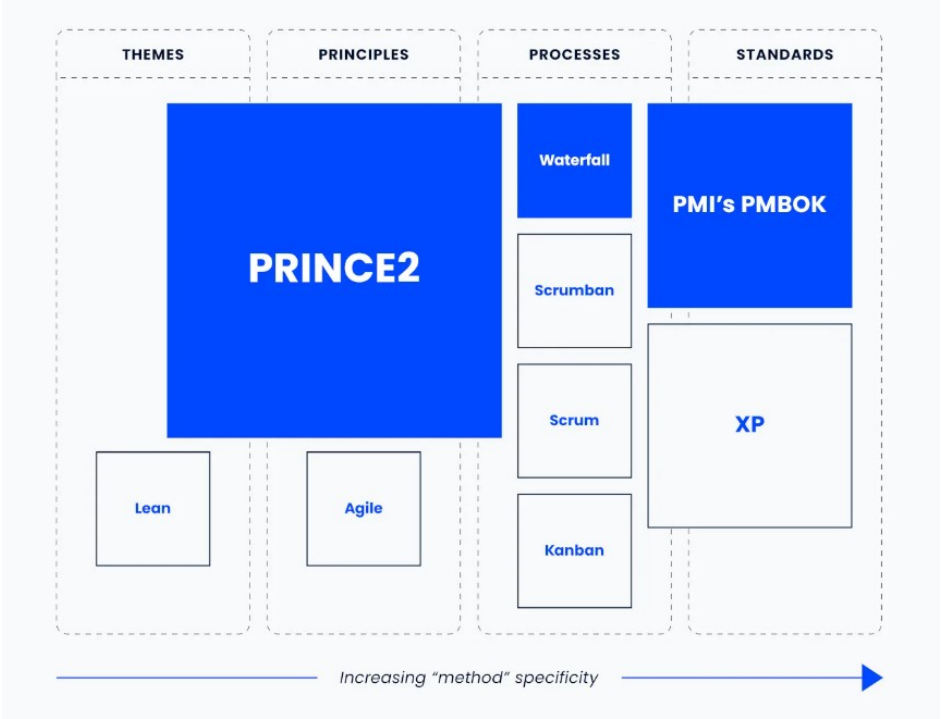 THEMES
PRINCIPLES
PROCESSES
STANDARDS
PRINCE2
Waterfall
PMI’s PMBOK
Scrumban
Scrum
XP
Lean
Agile
Kanban
Increasing “method” specificity